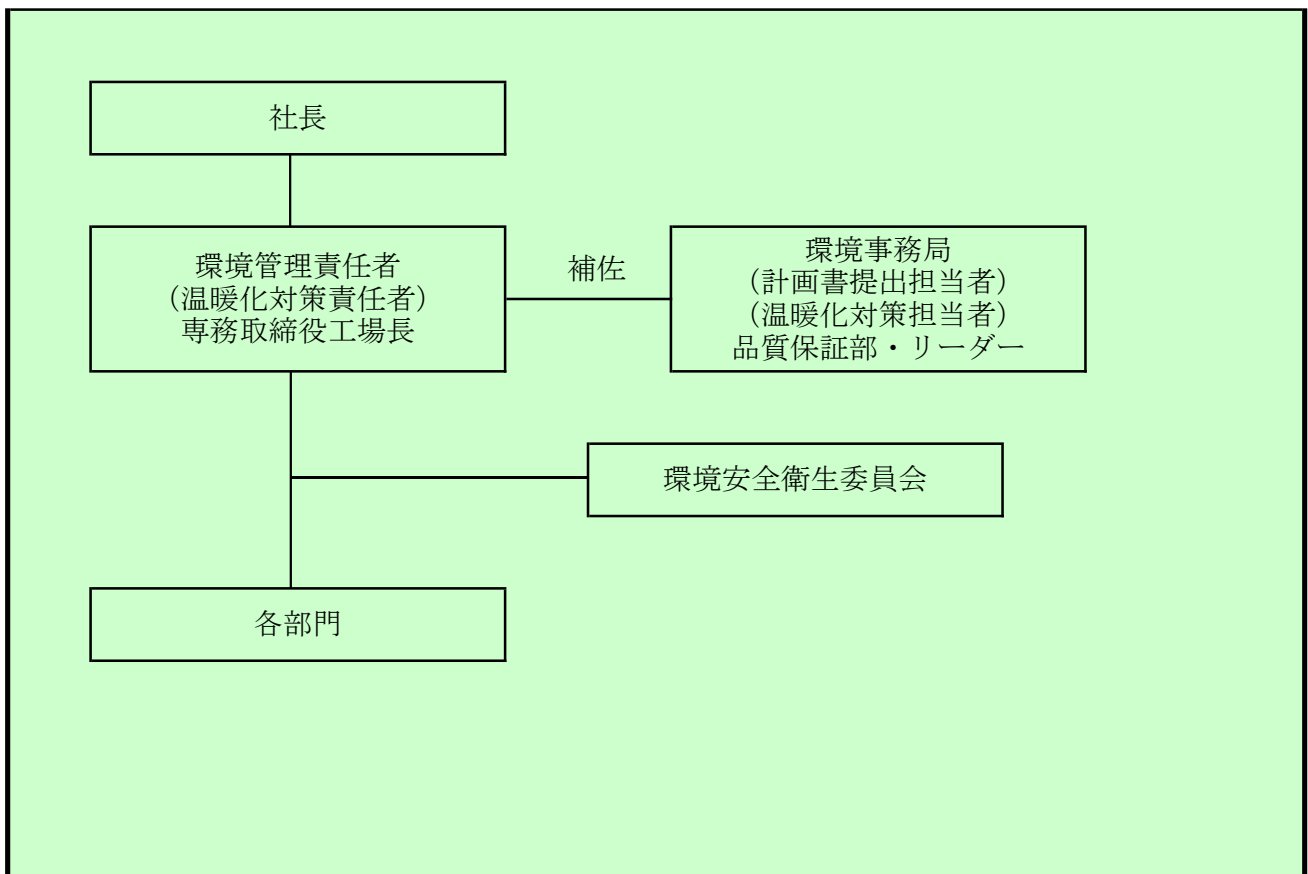 社長
環境管理責任者
(温暖化対策責任者)
専務取締役工場長
補佐
環境事務局
(計画書提出担当者)
(温暖化対策担当者)
品質保証部・リーダー
環境安全衛生委員会
各部門